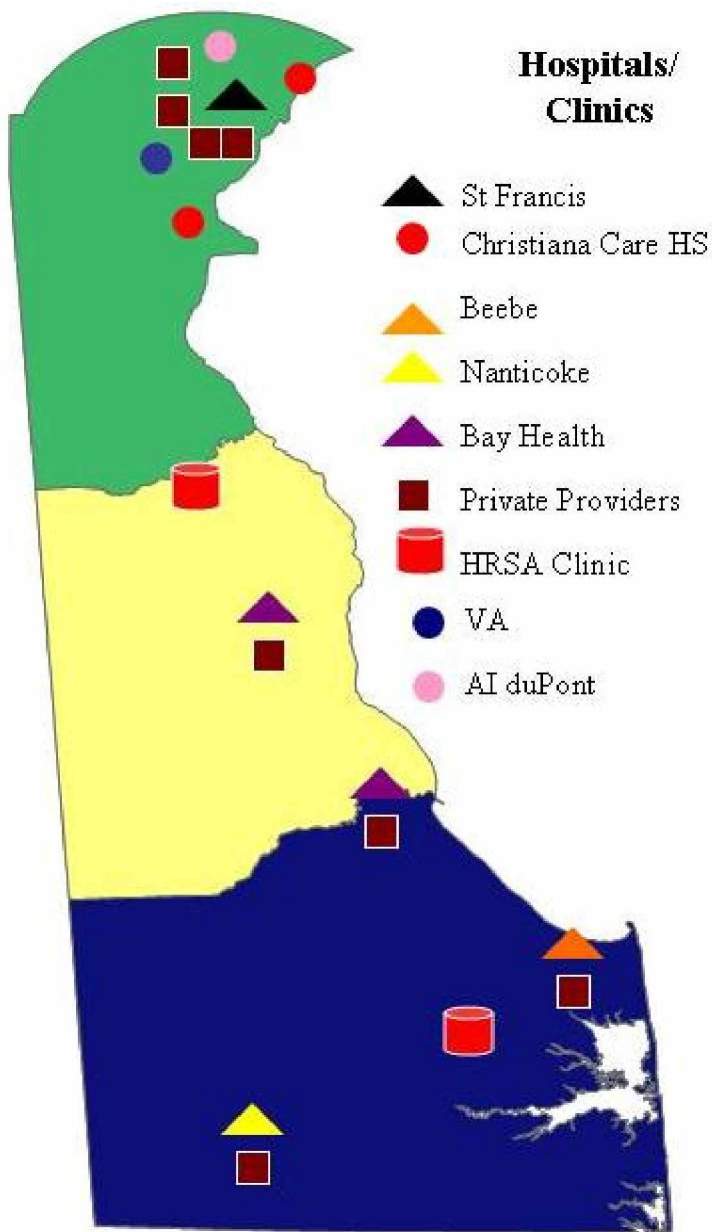 Hospitals/
Clinics
St Francis
Christiana Care HS
Beebe
Nanticoke
Bay Health
Private Providers
HRSA Clinic
VA
AI duPont